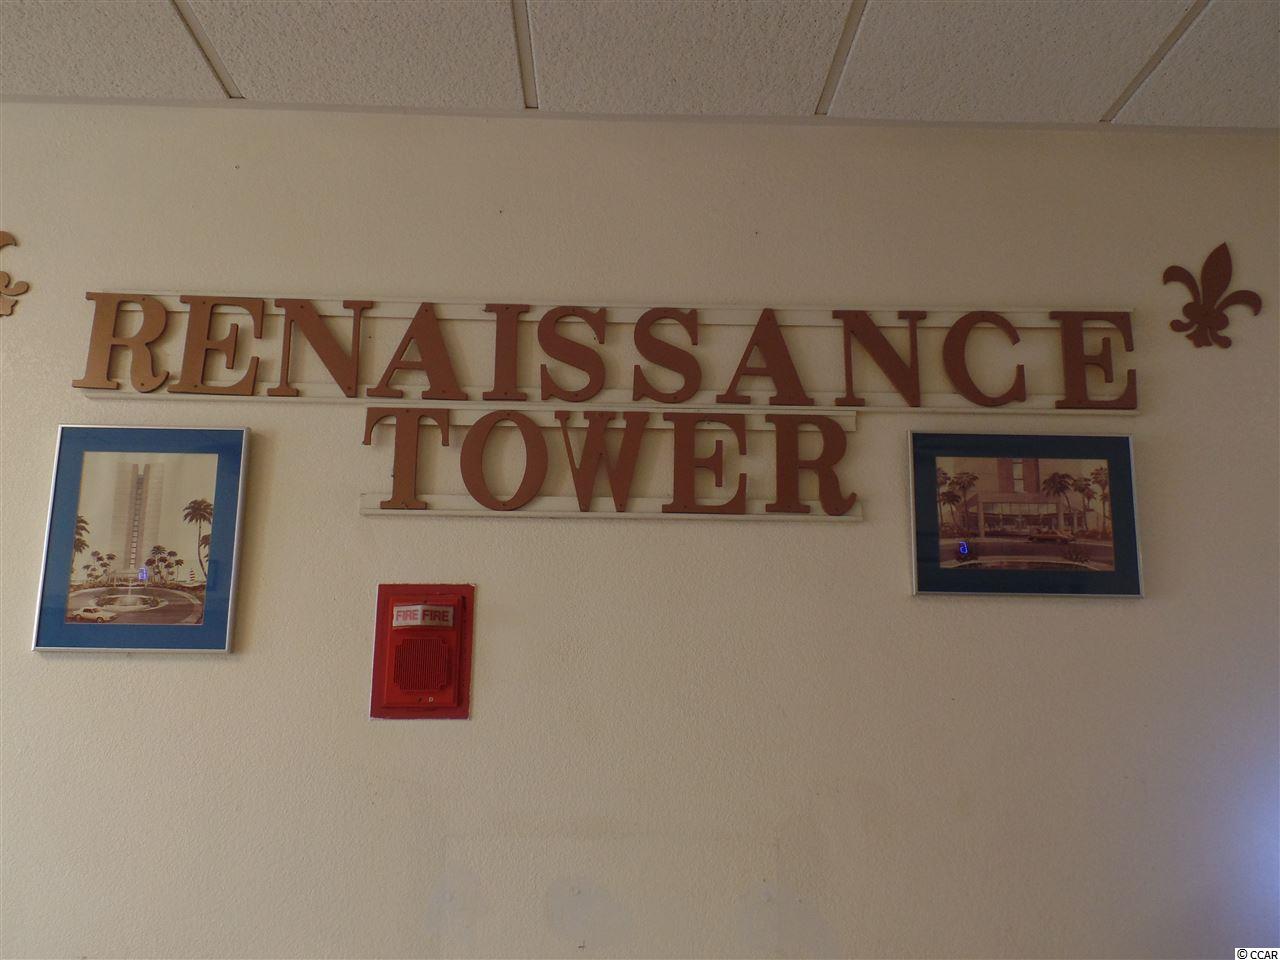 RENAISSANCE
TOWER
FIRE FIRE
P
© CCAR